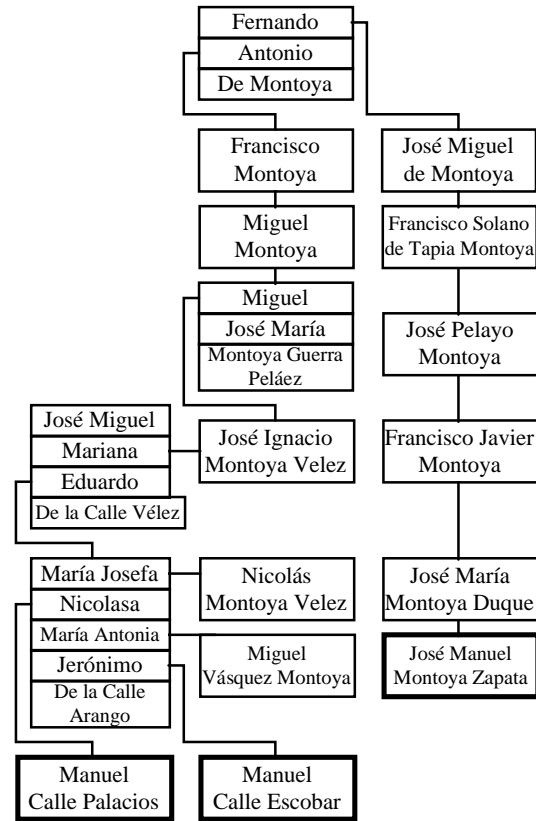 Fernando
Antonio
De Montoya
Francisco
Montoya
José Miguel
de Montoya
Miguel
Montoya
Francisco Solano
de Tapia Montoya
Miguel
José María
Montoya Guerra
Peláez
José Pelayo
Montoya
José Miguel
Mariana
Eduardo
De la Calle Vélez
José Ignacio
Montoya Velez
Francisco Javier
Montoya
María Josefa
Nicolasa
María Antonia
Jerónimo
De la Calle
Arango
Nicolás
Montoya Velez
Miguel
Vásquez Montoya
José María
Montoya Duque
José Manuel
Montoya Zapata
Manuel
Calle Palacios
Manuel
Calle Escobar